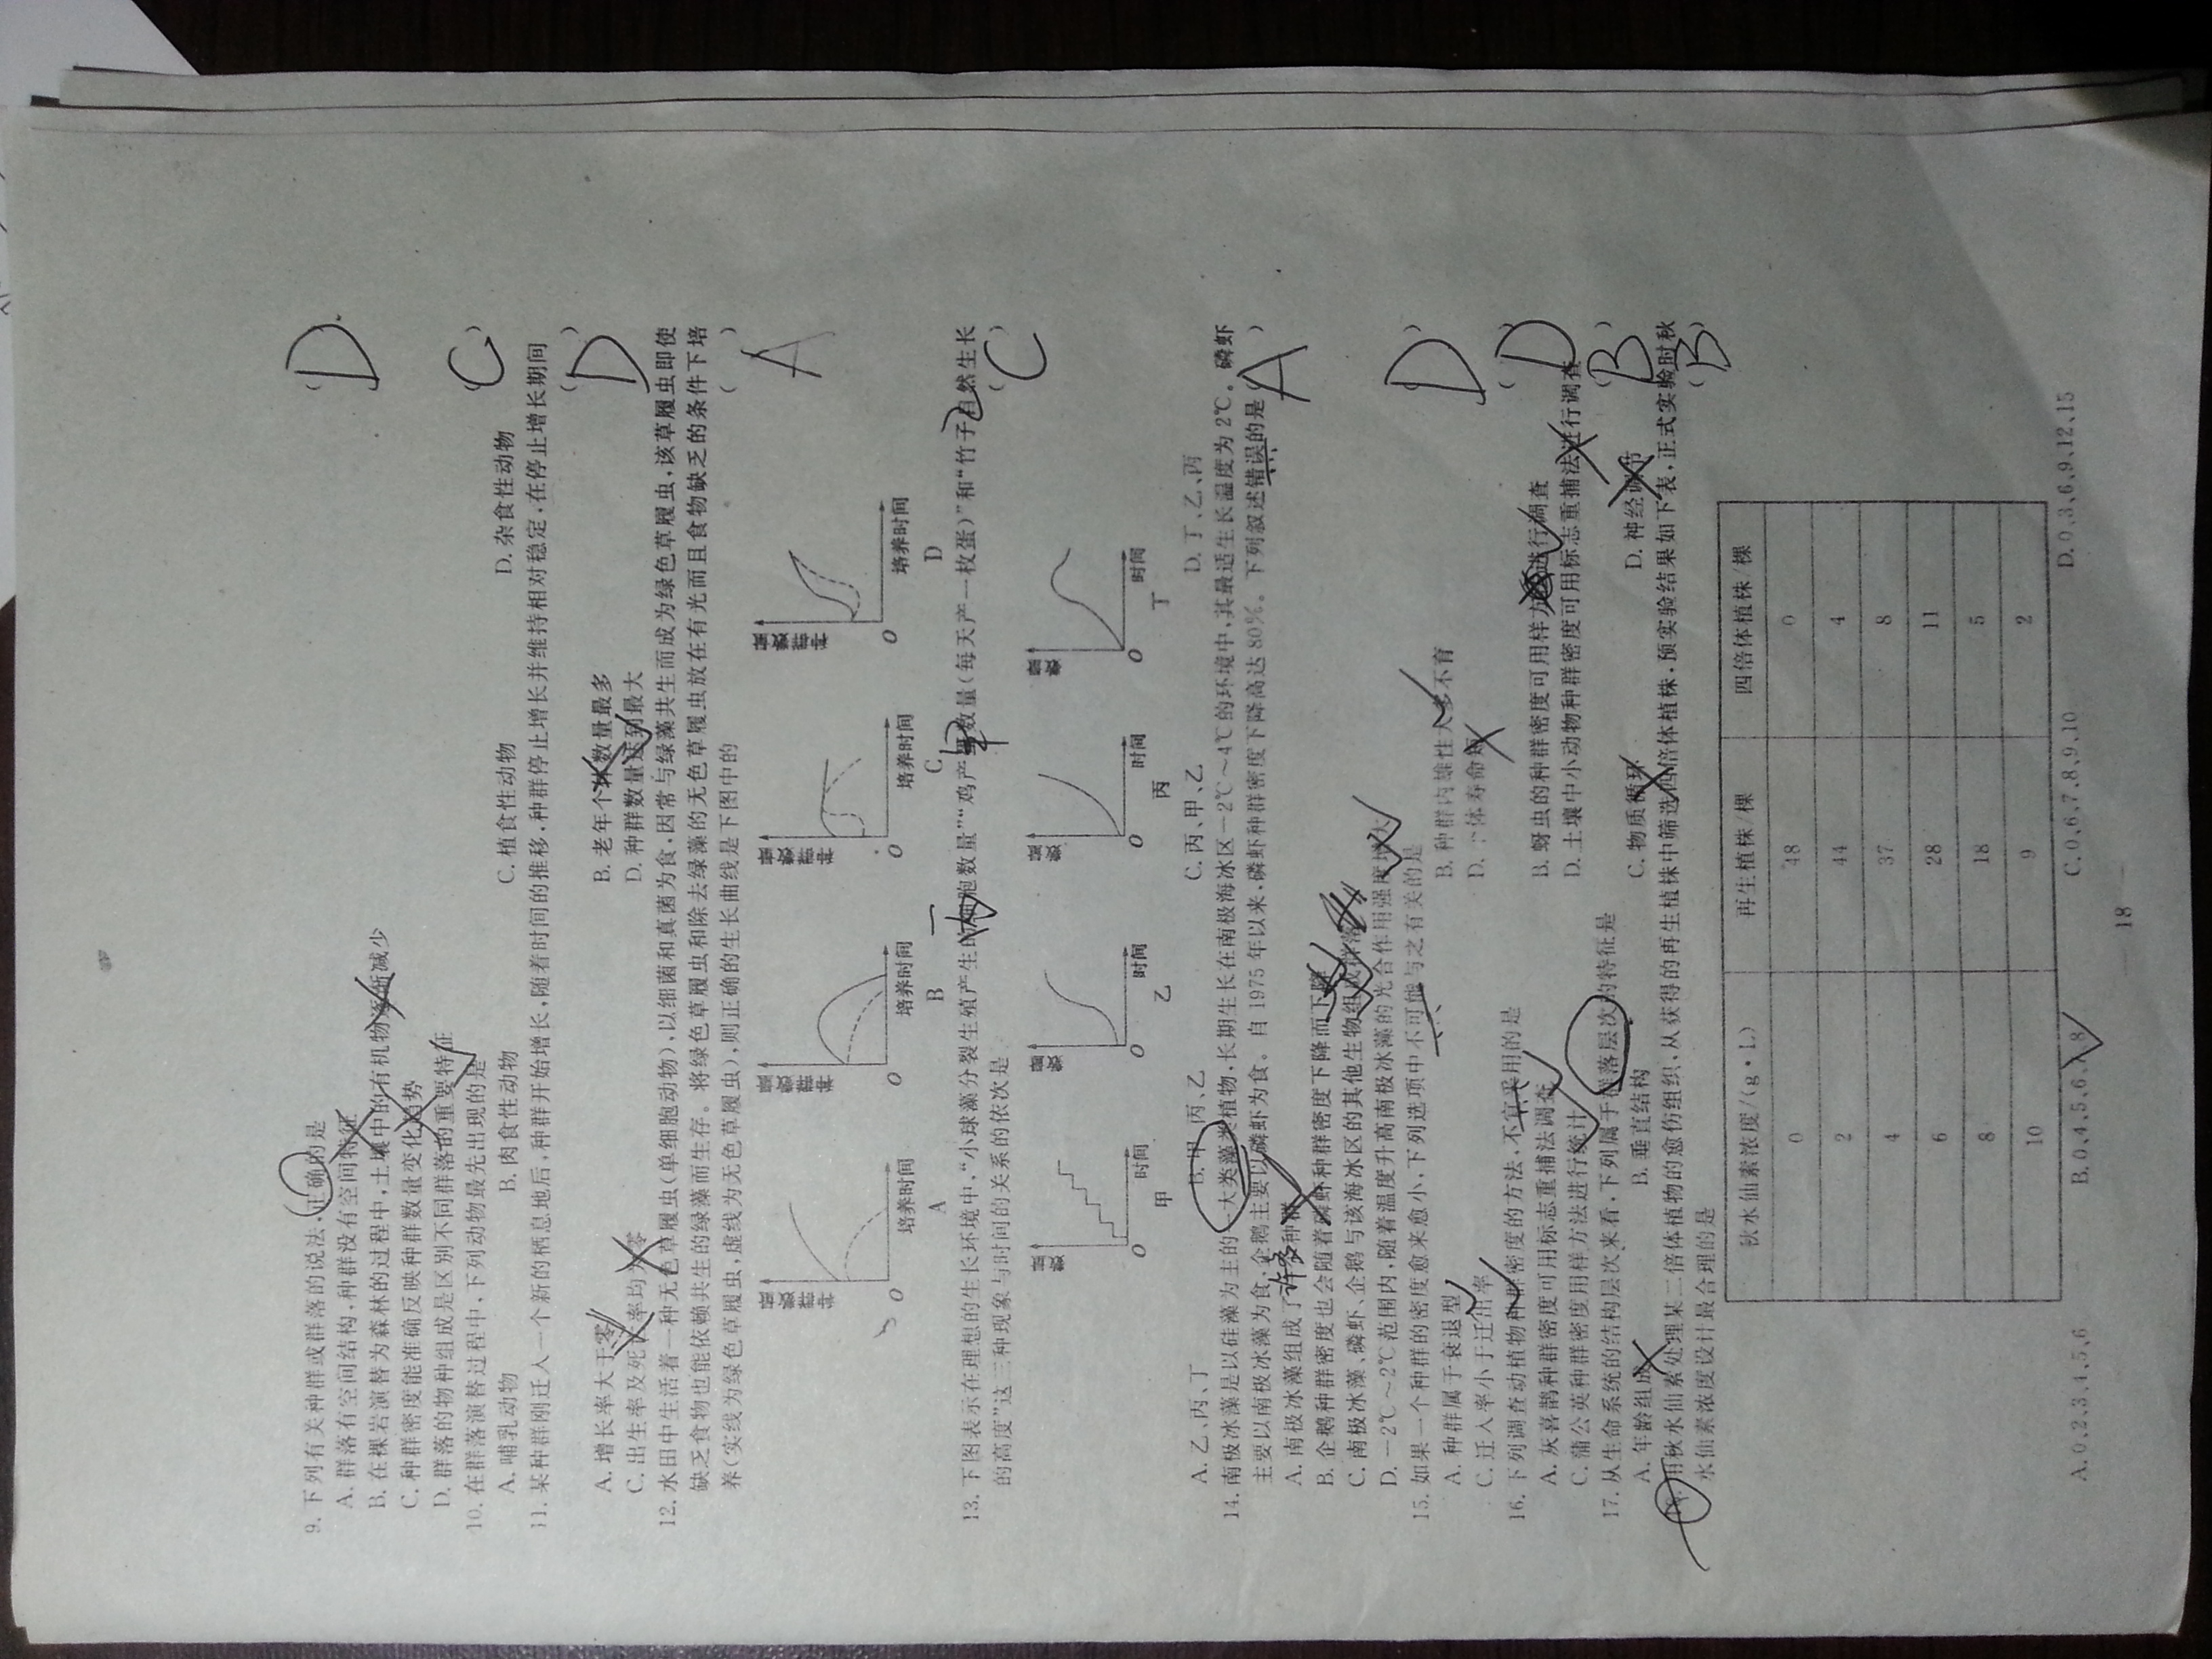 9. 下列有关种群或群落的说法,正确的是 ( D )
A. 群落有空间结构,种群没有空间特征
B. 在裸岩演替为森林的过程中,土壤中的有机物逐渐减少
C. 种群密度能准确反映种群数量变化趋势
D. 群落的物种组成是区别不同群落的重要特征
10. 在群落演替过程中,下列动物最先出现的是 ( C )
A. 哺乳动物 B. 肉食性动物 C. 植食性动物 D. 杂食性动物
11. 某种群刚迁入一个新的栖息地后,种群开始增长,随着时间的推移,种群停止增长并维持相对稳定,在停止增长期间
( D )
A. 增长率大于零 B. 老年个体数量最多
C. 出生率及死亡率均为零 D. 种群数量达到最大
12. 水田中生活着一种无色草履虫(单细胞动物),以细菌和真菌为食,因常与绿藻共生而成为绿色草履虫,该草履虫即使
缺乏食物也能依赖共生的绿藻而生存。将绿色草履虫和除去绿藻的无色草履虫放在有光而且食物缺乏的条件下培
养(实线为绿色草履虫,虚线为无色草履虫),则正确的生长曲线是下图中的 ( )
A
种群数量 种群数量 种群数量 种群数量
O 培养时间 O 培养时间 O 培养时间 O 培养时间
A B C D
丙 甲 乙
13. 下图表示在理想的生长环境中,“小球藻分裂生殖产生的细胞数量”“鸡产蛋数量(每天产一枚蛋)”和“竹子自然生长
的高度”这三种现象与时间的关系的依次是 ( C )
数量 数量 数量 数量
O 时间 O 时间 O 时间 O 时间
甲 乙 丙 丁
A. 乙、丙、丁 B. 甲、丙、乙 C. 丙、甲、乙 D. 丁、乙、丙
14. 南极冰藻是以硅藻为主的一大类藻类植物,长期生长在南极海冰区-2℃～4℃的环境中,其最适生长温度为2℃。磷虾
主要以南极冰藻为食,企鹅主要以磷虾为食。自1975年以来,磷虾种群密度下降高达80%。下列叙述错误的是( A )
A. 南极冰藻组成了许多种群
B. 企鹅种群密度也会随着磷虾种群密度下降而下降
C. 南极冰藻、磷虾、企鹅与该海冰区的其他生物组成群落
D. -2℃～2℃范围内,随着温度升高南极冰藻的光合作用强度增大
15. 如果一个种群的密度愈来愈小,下列选项中不可能与之有关的是 ( D )
A. 种群属于衰退型 B. 种群内雄性大多不育
C. 迁入率小于迁出率 D. 个体寿命短
16. 下列调查动植物种群密度的方法,不宜采用的是 ( D )
A. 灰喜鹊种群密度可用标志重捕法调查 B. 蚜虫的种群密度可用样方法进行调查
C. 蒲公英种群密度用样方法进行统计 D. 土壤中小动物种群密度可用标志重捕法进行调查
17. 从生命系统的结构层次来看,下列属于群落层次的特征是 ( B )
A. 年龄组成 B. 垂直结构 C. 物质循环 D. 神经调节
18. 用秋水仙素处理某二倍体植物的愈伤组织,从获得的再生植株中筛选四倍体植株,预实验结果如下表,正式实验时秋
水仙素浓度设计最合理的是 ( B )
秋水仙素浓度/(g·L) 再生植株/棵 四倍体植株/棵
0 48 0
2 44 4
4 37 8
6 28 11
8 18 5
10 9 2
A. 0、2、3、4、5、6 B. 0、4、5、6、7、8 C. 0、6、7、8、9、10 D. 0、3、6、9、12、15
— 18 —